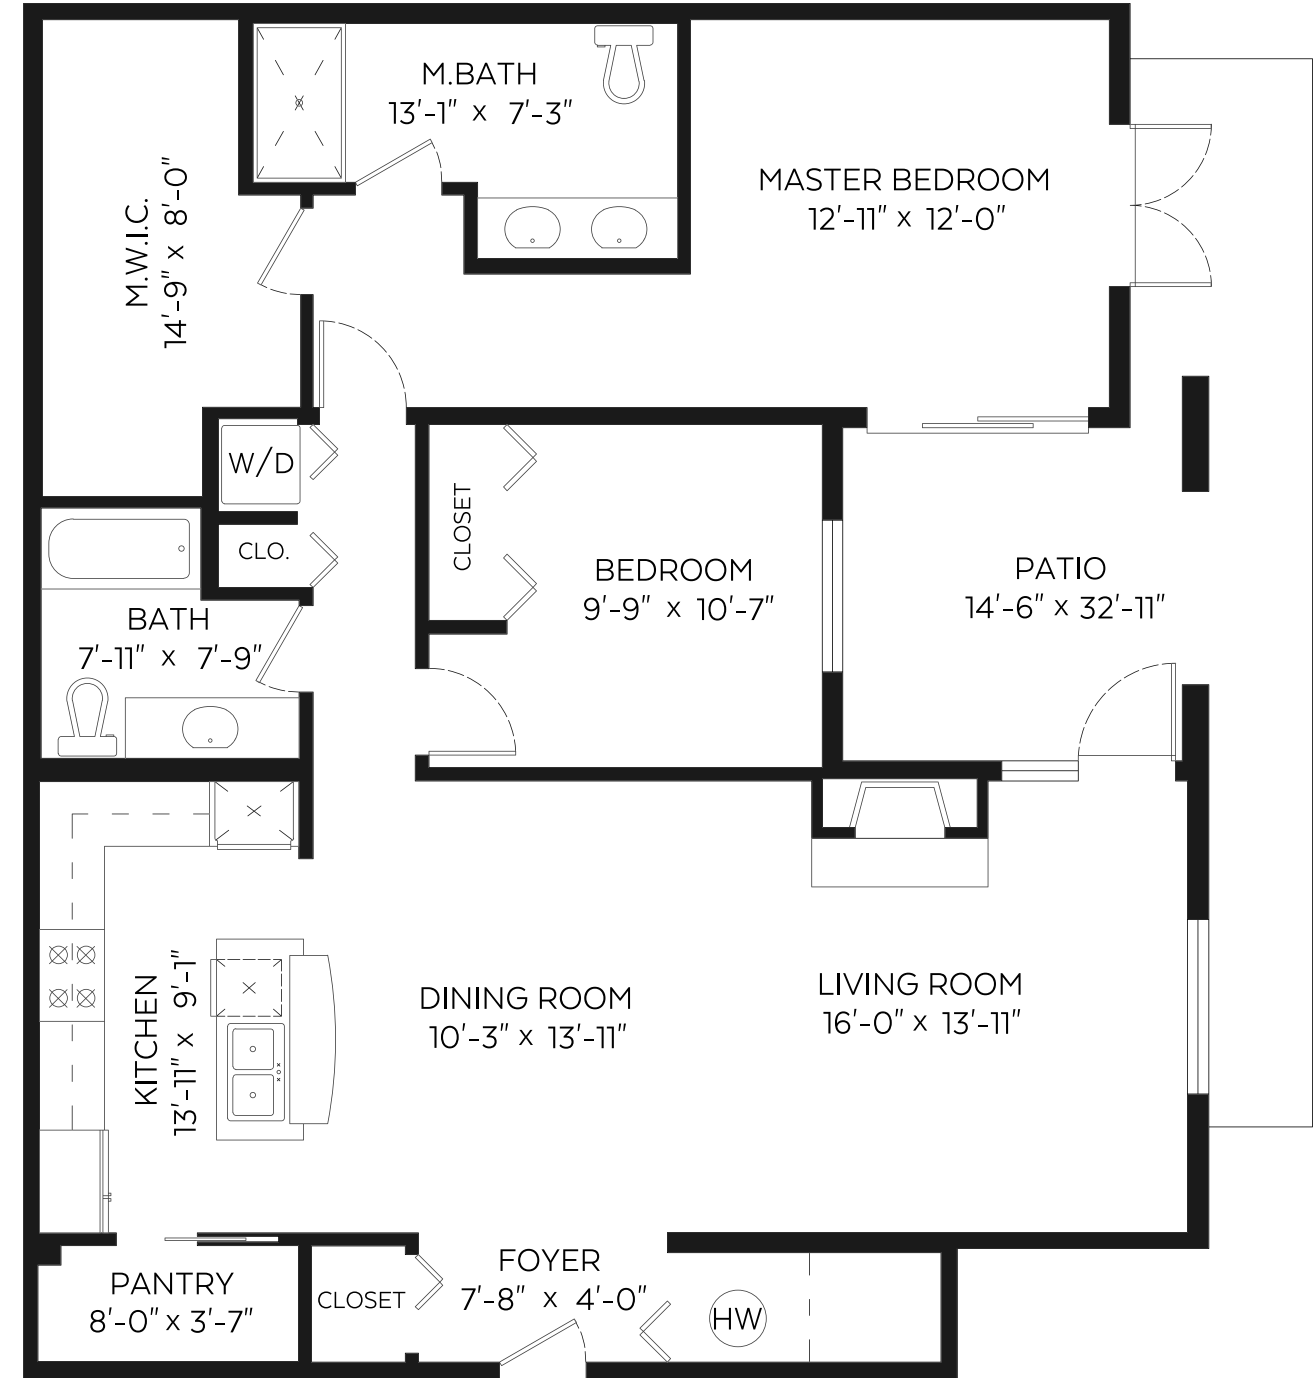 M.BATH
13'-1" x 7'-3"
MASTER BEDROOM
12'-11" x 12'-0"
M.W.I.C.
14'-9" x 8'-0"
W/D
CLO.
CLOSET
BEDROOM
9'-9" x 10'-7"
PATIO
14'-6" x 32'-11"
BATH
7'-11" x 7'-9"
KITCHEN
13'-11" x 9'-1"
DINING ROOM
10'-3" x 13'-11"
LIVING ROOM
16'-0" x 13'-11"
PANTRY
8'-0" x 3'-7"
CLOSET
FOYER
7'-8" x 4'-0"
HW